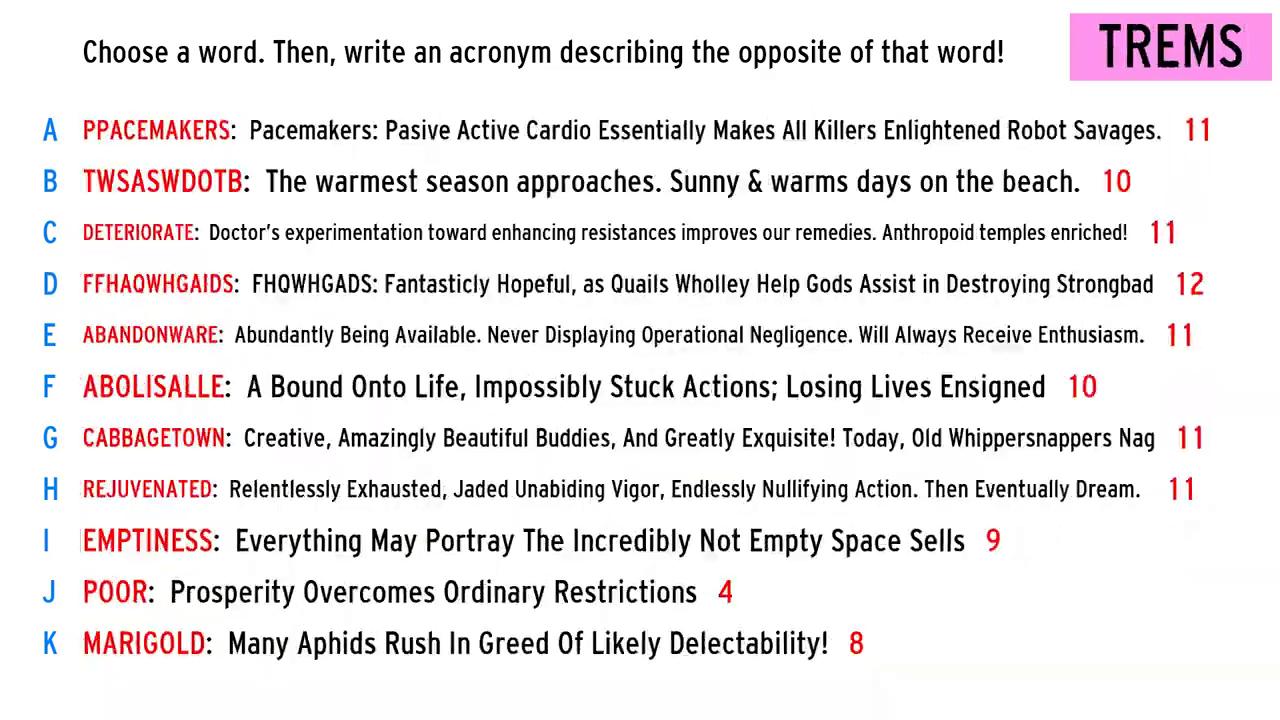 Choose a word. Then, write an acronym describing the opposite of that word!
TREMS
A PPACEMAKERS: Pacemakers: Pasive Active Cardio Essentially Makes All Killers Enlightened Robot Savages. 11
B TWSASWDOTB: The warmest season approaches. Sunny & warms days on the beach. 10
C DETERIORATE: Doctor's experimentation toward enhancing resistances improves our remedies. Anthropoid temples enriched! 11
D FFHAQWHGAIDS: FHQWHGADS: Fantasticly Hopeful, as Quails Wholley Help Gods Assist in Destroying Strongbad 12
E ABANDONWARE: Abundantly Being Available. Never Displaying Operational Negligence. Will Always Receive Enthusiasm. 11
F ABOLISALLE: A Bound Onto Life, Impossibly Stuck Actions; Losing Lives Ensigned 10
G CABBAGETOWN: Creative, Amazingly Beautiful Buddies, And Greatly Exquisite! Today, Old Whippersnappers Nag 11
H REJUVENATED: Relentlessly Exhausted, Jaded Unabiding Vigor, Endlessly Nullifying Action. Then Eventually Dream. 11
I EMPTINESS: Everything May Portray The Incredibly Not Empty Space Sells 9
J POOR: Prosperity Overcomes Ordinary Restrictions 4
K MARIGOLD: Many Aphids Rush In Greed Of Likely Delectability! 8